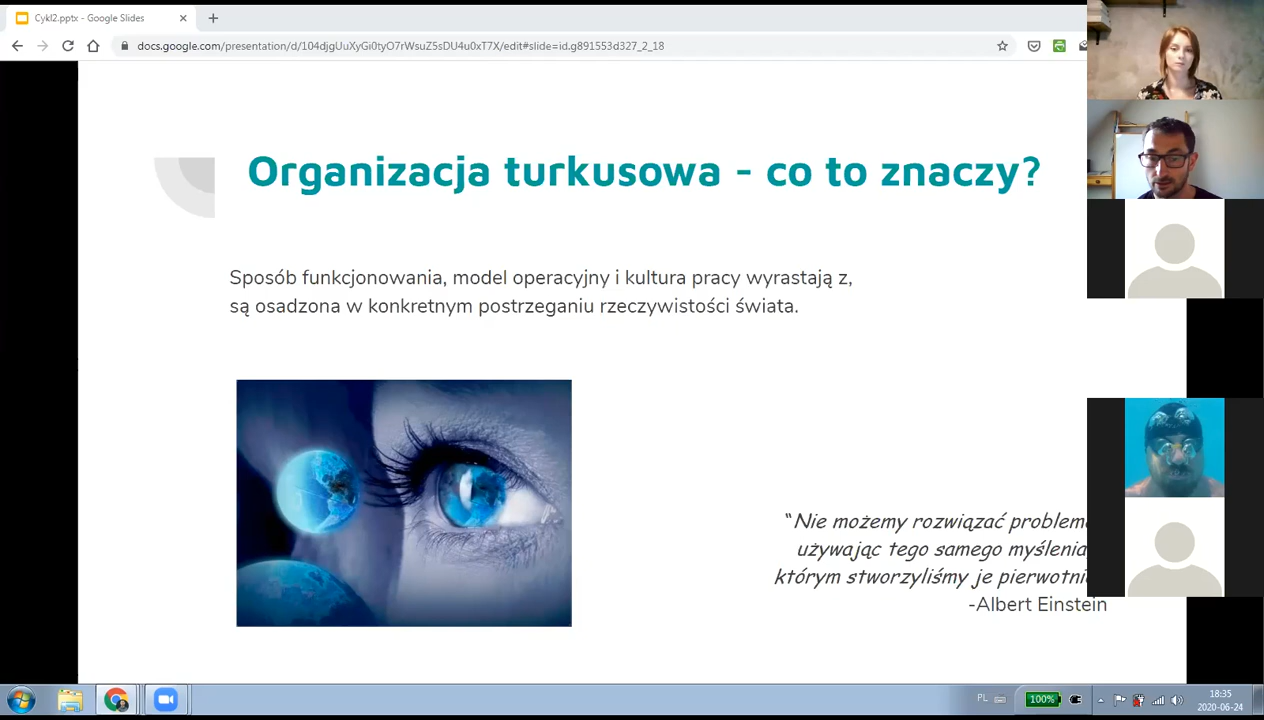 Cykl2.pptx - Google Slides
docs.google.com/presentation/d/104djgUuXyGi0tyO7rWsuZ5sDU4u0xT7X/edit#slide=id.g891553d327_2_18
Organizacja turkusowa - co to znaczy?
Sposób funkcjonowania, model operacyjny i kultura pracy wyrastają z,
są osadzona w konkretnym postrzeganiu rzeczywistości świata.
“Nie możemy rozwiązać
używając tego samego myślenia
którym stworzyliśmy je
-Albert Einstein
PL
100%
18:35
2020-06-24